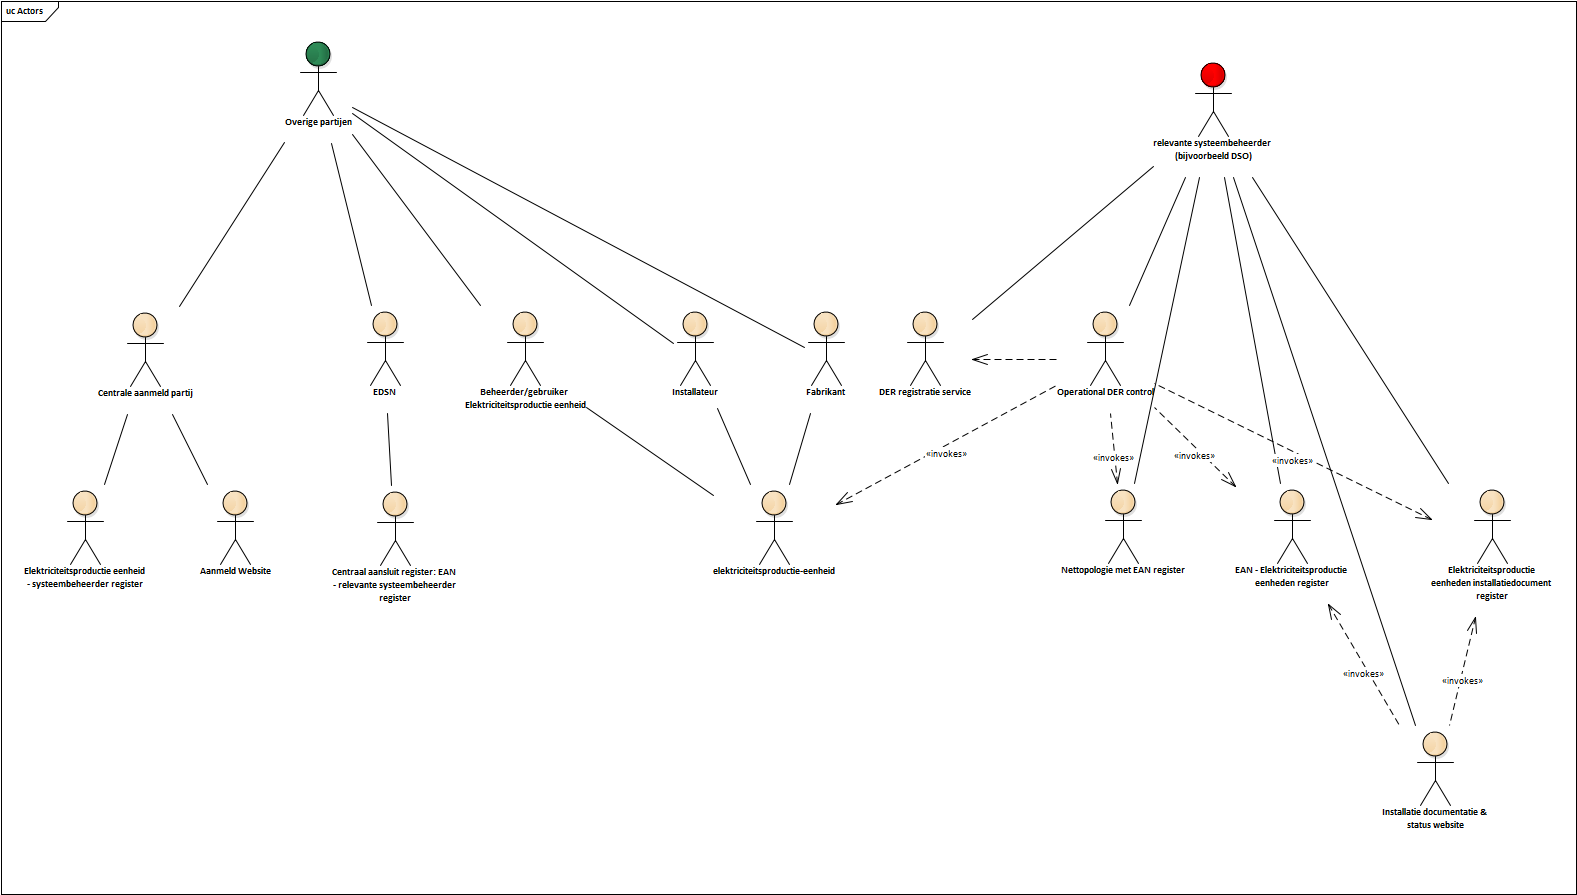 uc Actors
Overige partijen
relevante systeembeheerder
(bijvoorbeeld DSO)
Centrale aanmeld partij
EDSN
Beheerder/gebruiker
Elektriciteitsproductie eenheid
Installateur
Fabrikant
DER registratie service
Operational DER control
«invokes»
«invokes»
«invokes»
«invokes»
Elektriciteitsproductie eenheid
- systeembeheerder register
Aanmeld Website
Centraal aansluit register: EAN
- relevante systeembeheerder
register
elektriciteitsproductie-eenheid
Nettopologie met EAN register
EAN - Elektriciteitsproductie
eenheden register
Elektriciteitsproductie
eenheden installatiedocument
register
«invokes»
«invokes»
Installatie documentatie &
status website